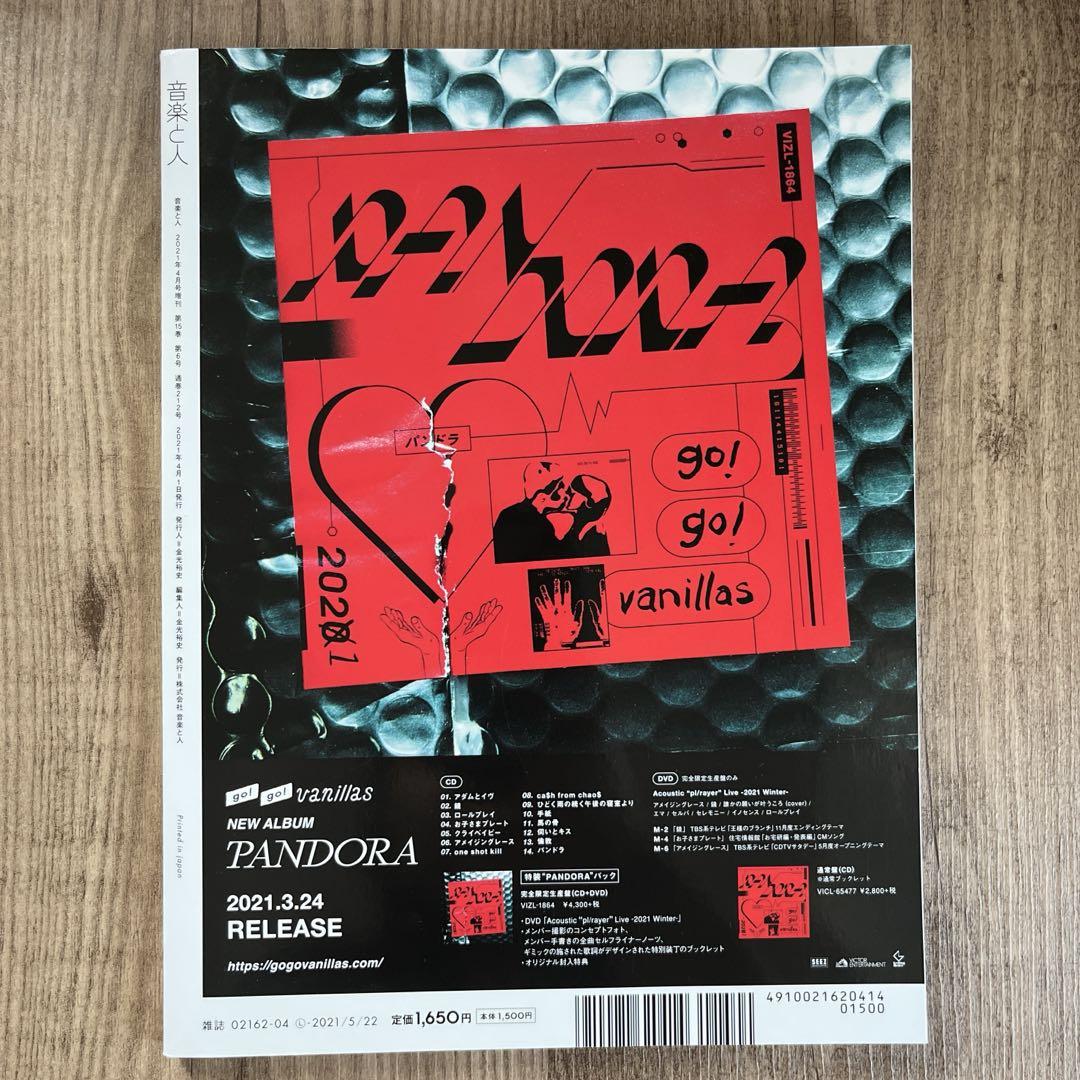 音楽と人
音楽と人 2021年4月号増刊 第15巻 第6号 通巻212号 2021年4月1日発行 発行人＝金光裕史 編集人＝金光裕史 発行＝株式会社 音楽と人
Printed in Japan
VIZL-1864
PANDORA
パンドラ
go!
go!
vanillas
16114415101
20201
go! go! vanillas
NEW ALBUM
PANDORA
2021.3.24
RELEASE
https://gogovanillas.com/
CD
01. アダムとイヴ
02. 鏡
03. ロールプレイ
04. お子さまプレート
05. クライベイビー
06. アメイジングレース
07. one shot kill
08. ca$h from chao$
09. ひどく雨の続く午後の寝室より
10. 手紙
11. 馬の骨
12. 伺いとキス
13. 倫敦
14. パンドラ
DVD 完全限定生産盤のみ
Acoustic "pl/rayer" Live -2021 Winter-
アメイジングレース / 鏡 / 誰かの願いが叶うころ (cover) /
エマ / セルバ / セレモニー / イノセンス / ロールプレイ
M-2 「鏡」 TBS系テレビ「王様のブランチ」11月度エンディングテーマ
M-4 「お子さまプレート」 住宅情報館「お宅研編・発表編」CMソング
M-6 「アメイジングレース」 TBS系テレビ「CDTVサタデー」5月度オープニングテーマ
特装"PANDORA"パック
完全限定生産盤(CD+DVD)
VIZL-1864 ¥4,300+税
・DVD「Acoustic "pl/rayer" Live -2021 Winter-」
・メンバー撮影のコンセプトフォト、
メンバー手書きの全曲セルフライナーノーツ、
ギミックの施された歌詞がデザインされた特別装丁のブックレット
・オリジナル封入特典
通常盤(CD)
※通常ブックレット
VICL-65477 ¥2,800+税
SEEZ
VICTOR ENTERTAINMENT
雑誌 02162-04 Ⓛ-2021/5/22 定価1,650円 本体1,500円
4910021620414
01500